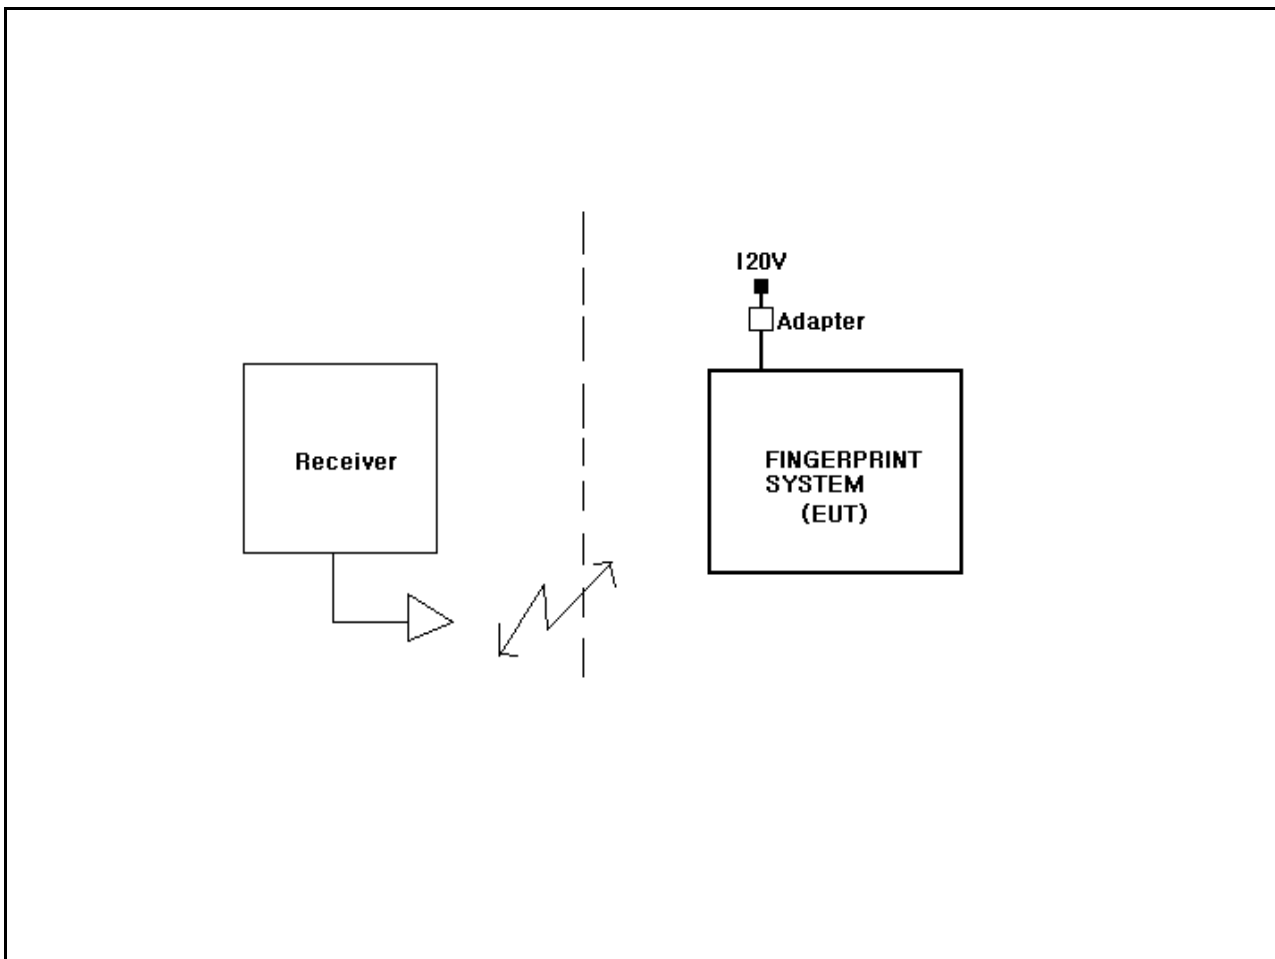 120V
Adapter
Receiver
FINGERPRINT
SYSTEM
(EUT)